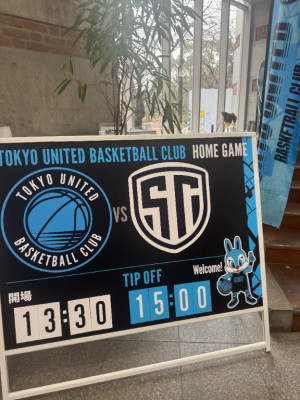 TOKYO UNITED BASKETBALL CLUB HOME GAME
TOKYO UNITED
BASKETBALL CLUB
VS
TIP OFF
Welcome!
開場
13:30
15:00
BASKETBALL CLUB